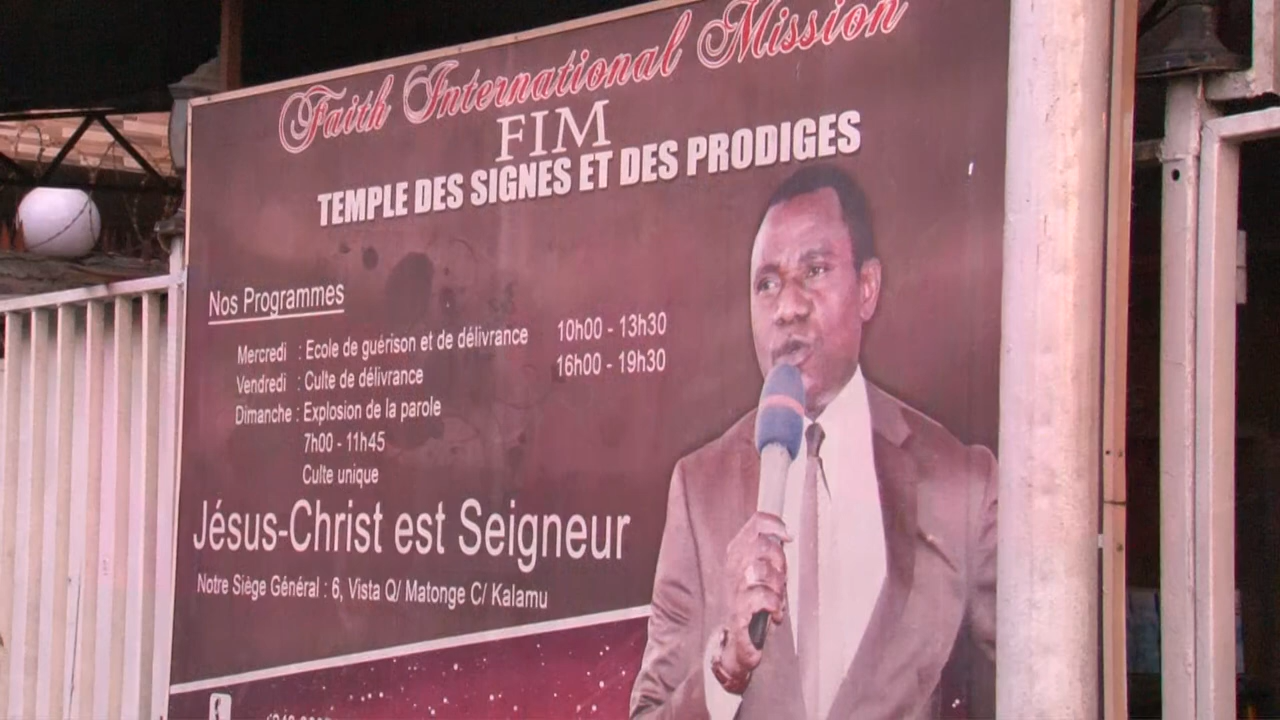 Faith International Mission
FIM
TEMPLE DES SIGNES ET DES PRODIGES
Nos Programmes
Mercredi : Ecole de guérison et de délivrance 10h00 - 13h30
Vendredi : Culte de délivrance 16h00 - 19h30
Dimanche : Explosion de la parole
7h00 - 11h45
Culte unique
Jésus-Christ est Seigneur
Notre Siège Général : 6, Vista Q/ Matonge C/ Kalamu